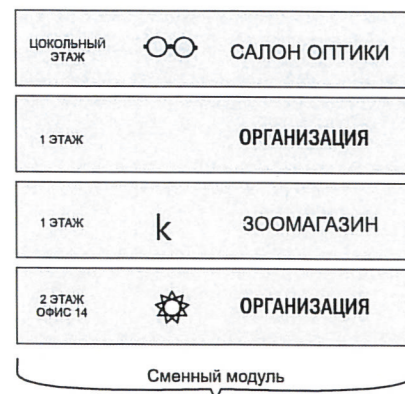 ЦОКОЛЬНЫЙ
ЭТАЖ
САЛОН ОПТИКИ
1 ЭТАЖ
ОРГАНИЗАЦИЯ
1 ЭТАЖ
k
ЗООМАГАЗИН
2 ЭТАЖ
ОФИС 14
ОРГАНИЗАЦИЯ
Сменный модуль